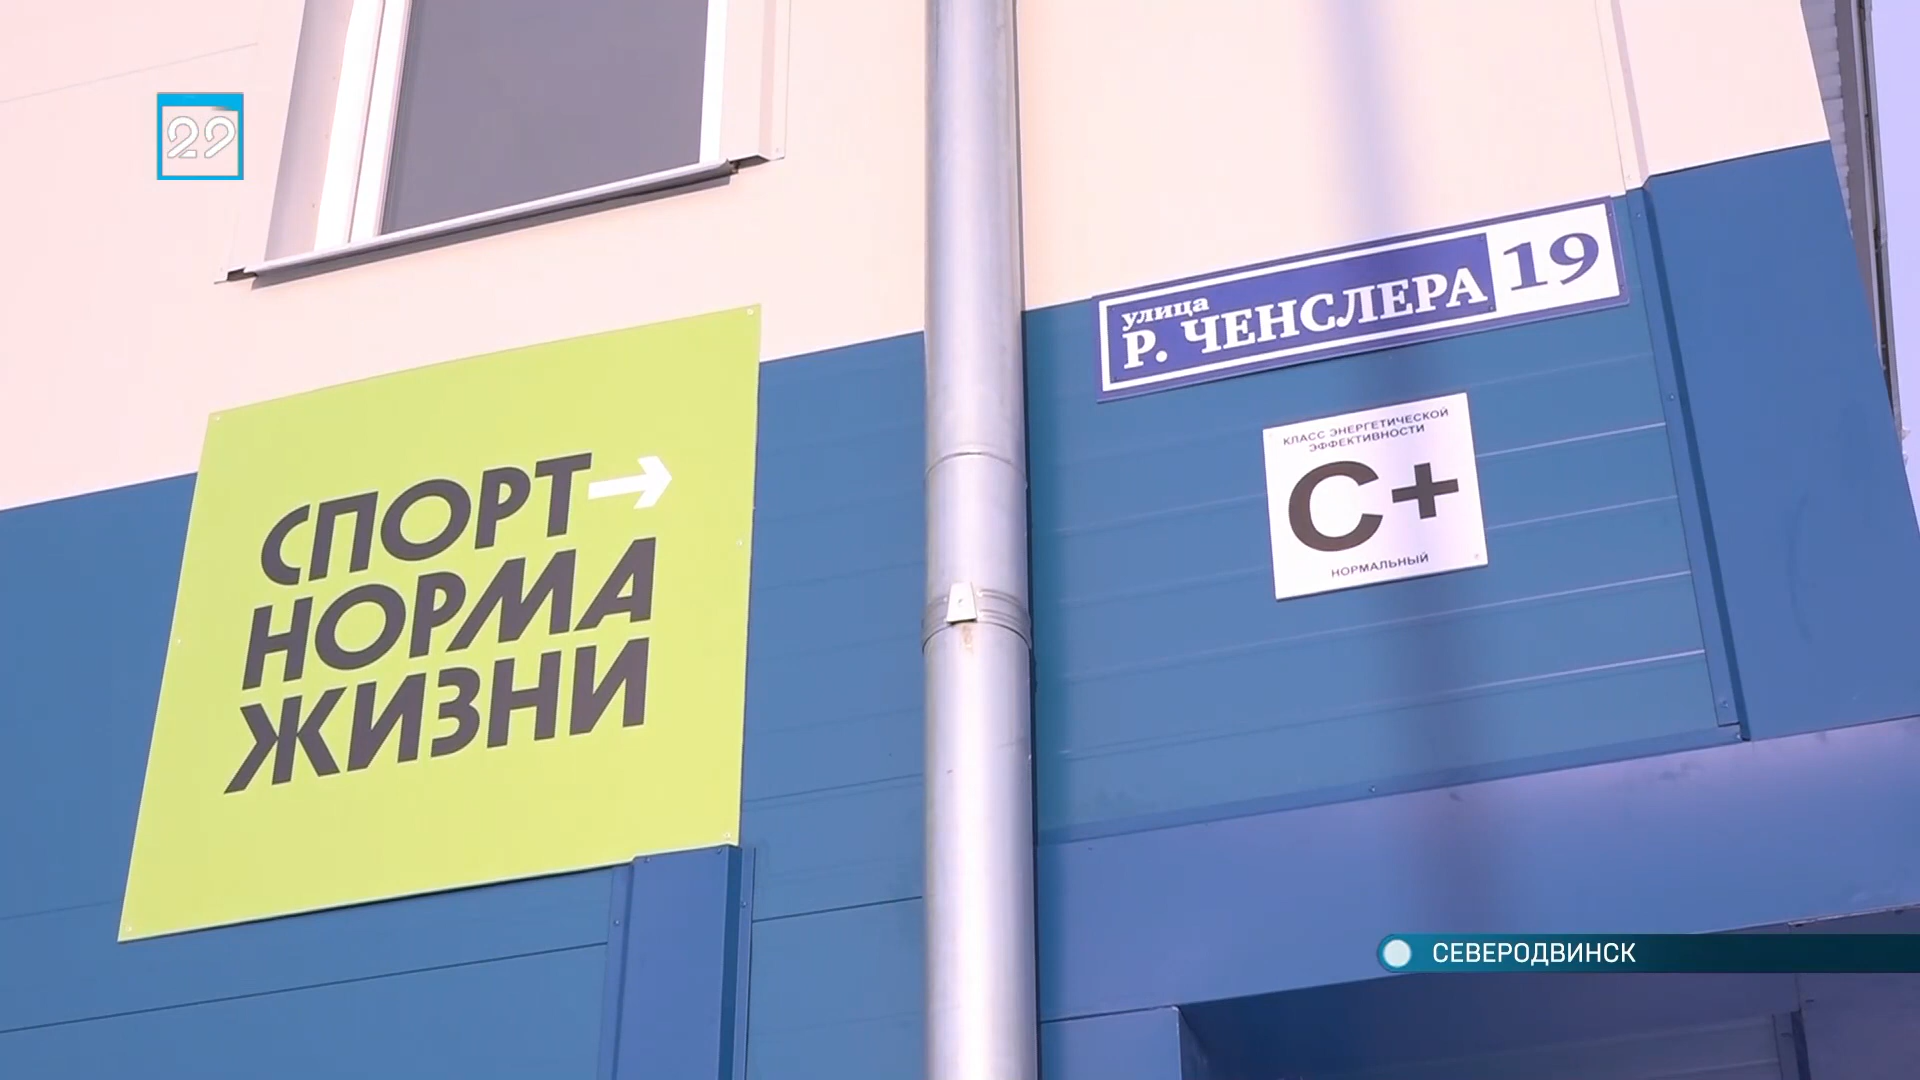 29
СПОРТ→
НОРМА
ЖИЗНИ
улица
Р. ЧЕНСЛЕРА 19
КЛАСС ЭНЕРГЕТИЧЕСКОЙ
ЭФФЕКТИВНОСТИ
C+
НОРМАЛЬНЫЙ
СЕВЕРОДВИНСК